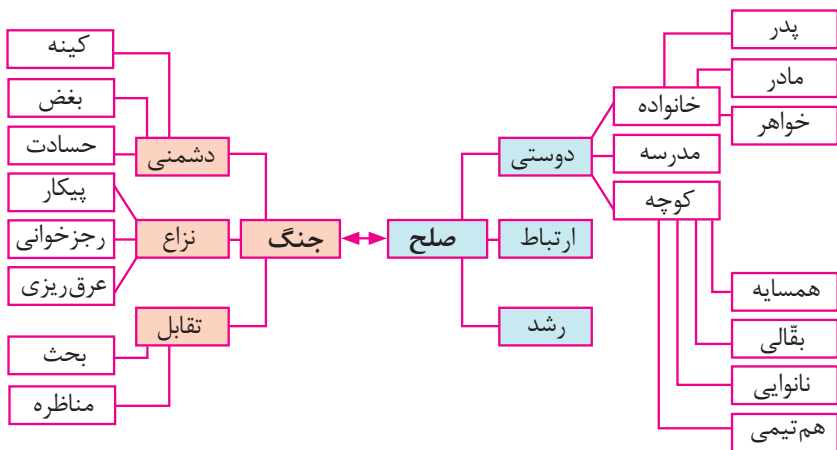 پدر
مادر
خواهر
خانواده
مدرسه
کوچه
همسایه
بقّالی
نانوایی
هم‌تیمی
دوستی
ارتباط
رشد
صلح
جنگ
دشمنی
نزاع
تقابل
کینه
بغض
حسادت
پیکار
رجزخوانی
عرق‌ریزی
بحث
مناظره